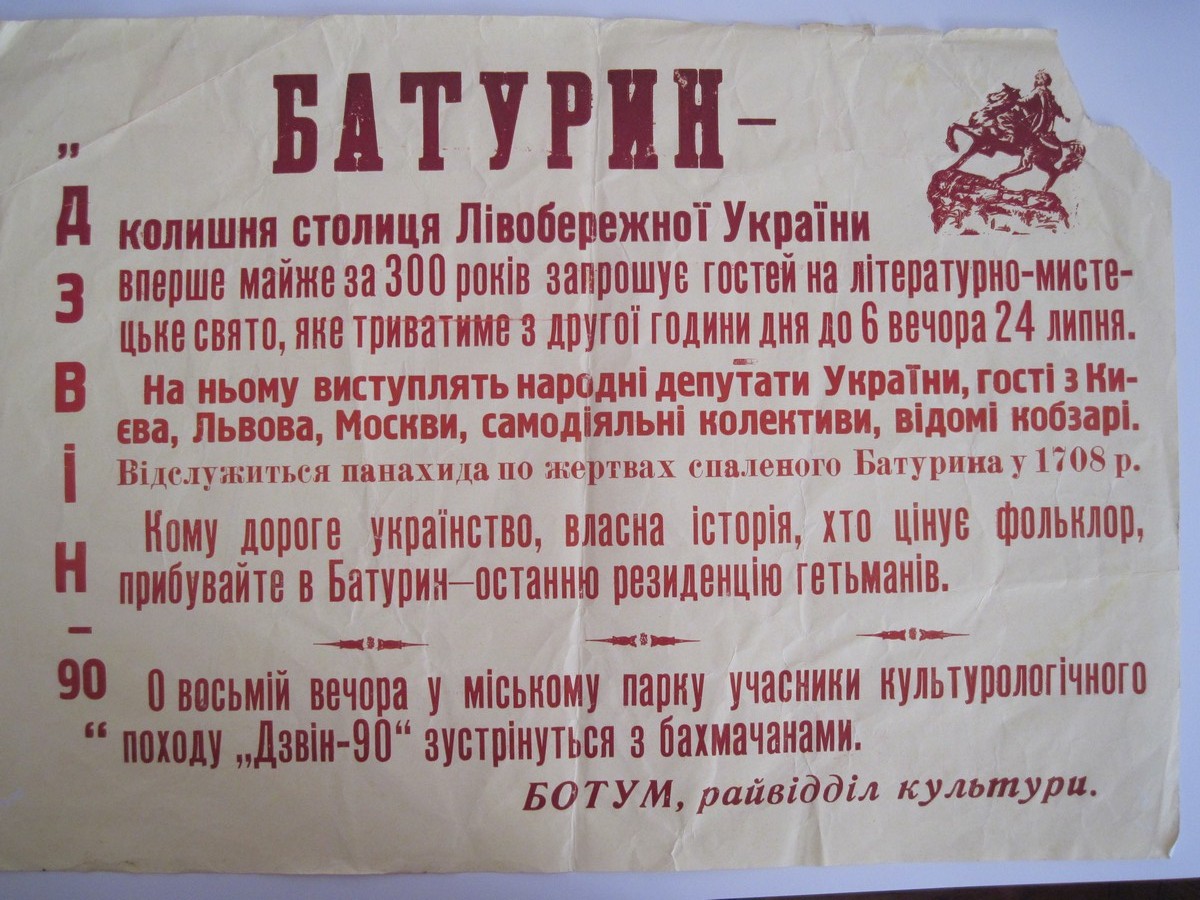 БАТУРИН–
„ДЗВІН–90“
колишня столиця Лівобережної України
вперше майже за 300 років запрошує гостей на літературно-мисте-
цьке свято, яке триватиме з другої години дня до 6 вечора 24 липня.
На ньому виступлять народні депутати України, гості з Ки-
єва, Львова, Москви, самодіяльні колективи, відомі кобзарі.
Відслужиться панахида по жертвах спаленого Батурина у 1708 р.
Кому дороге українство, власна історія, хто цінує фольклор,
прибувайте в Батурин—останню резиденцію гетьманів.
О восьмій вечора у міському парку учасники культурологічного
походу „Дзвін-90“ зустрінуться з бахмачанами.
БОТУМ, райвідділ культури.